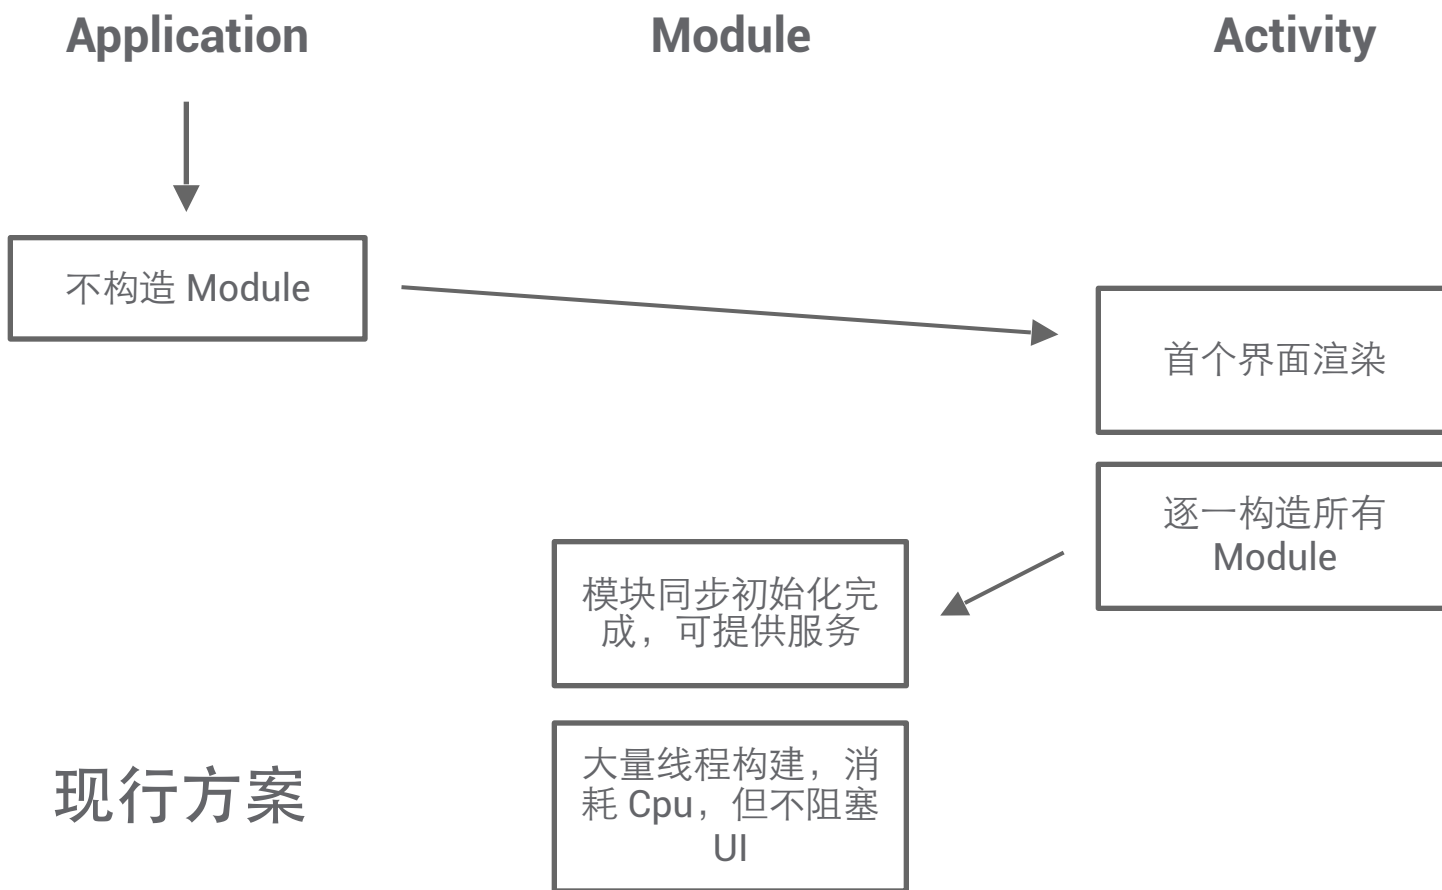 Application
Module
Activity
不构造 Module
首个界面渲染
逐一构造所有
Module
模块同步初始化完
成，可提供服务
大量线程构建，消
耗 Cpu，但不阻塞
UI
现行方案